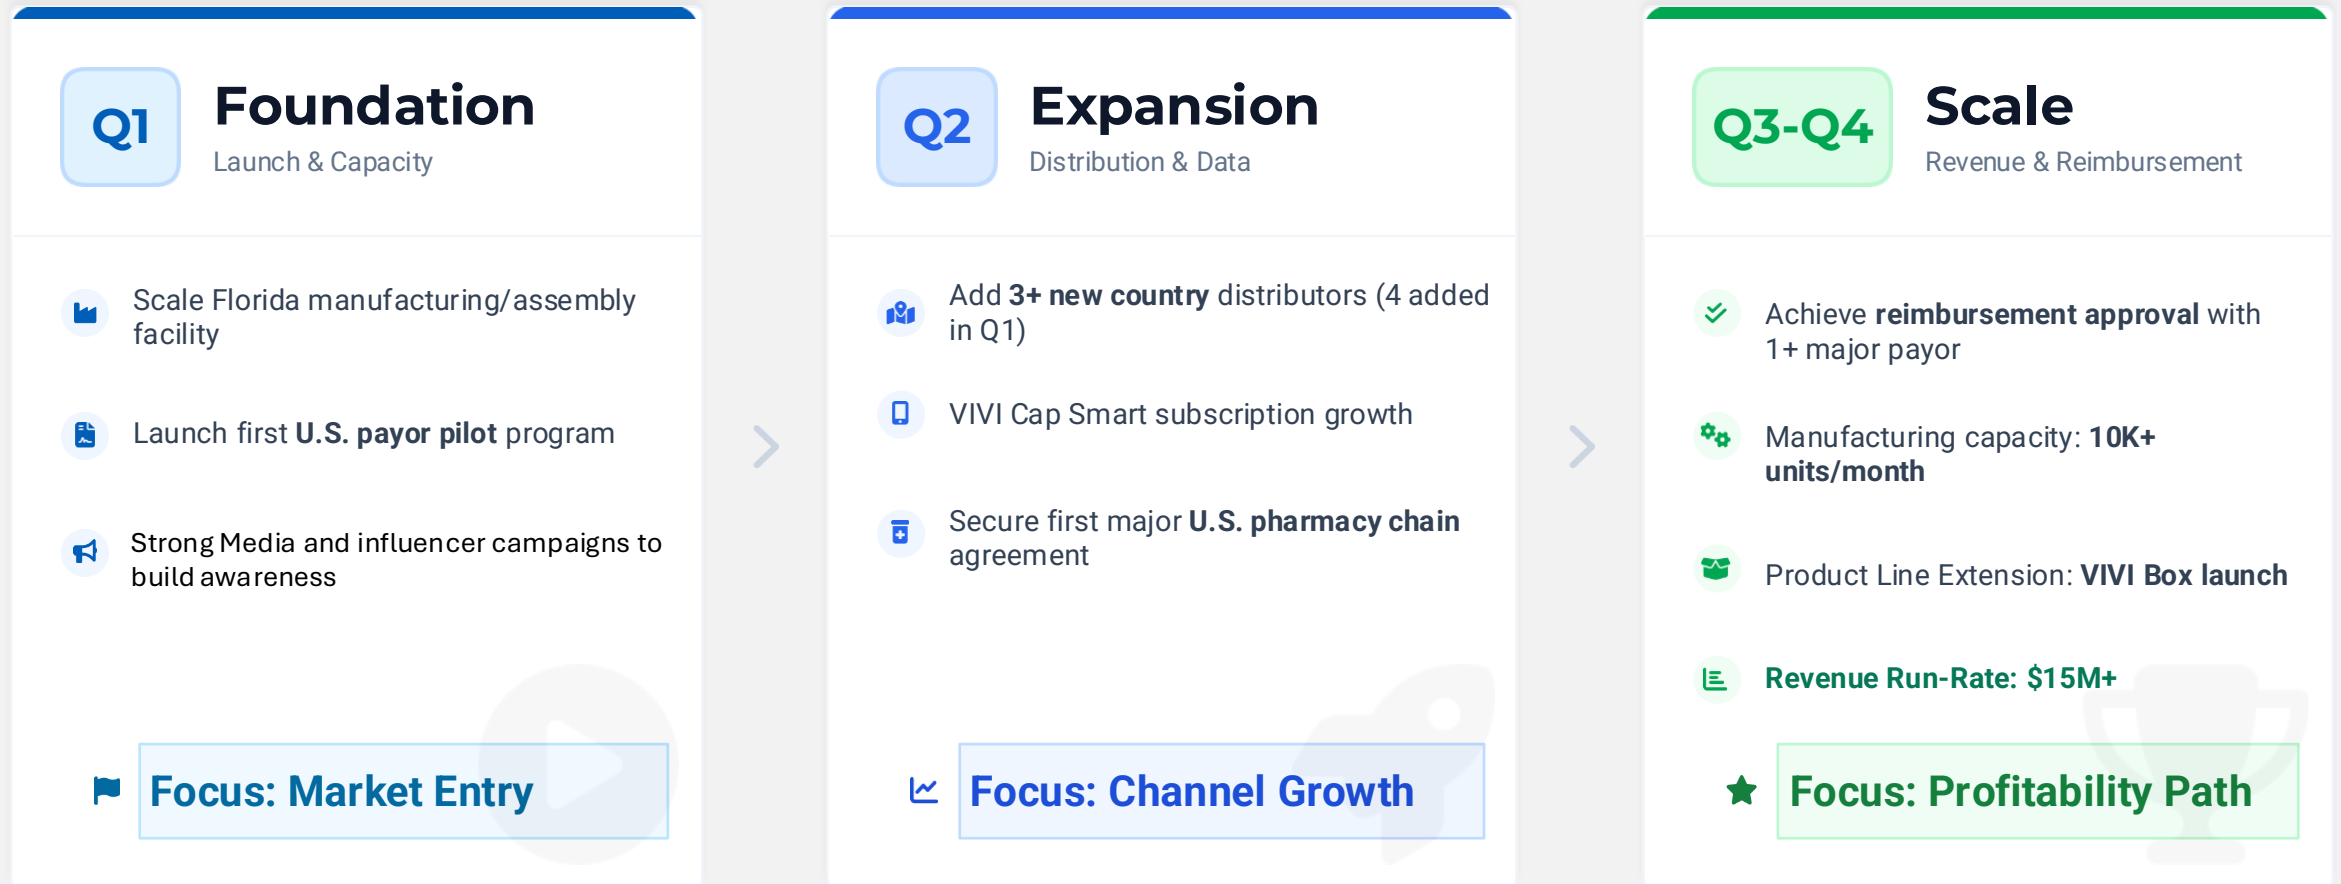 Q1
Foundation
Launch & Capacity
Scale Florida manufacturing/assembly
facility
Launch first U.S. payor pilot program
Strong Media and influencer campaigns to
build awareness
Focus: Market Entry
Q2
Expansion
Distribution & Data
Add 3+ new country distributors (4 added
in Q1)
VIVI Cap Smart subscription growth
Secure first major U.S. pharmacy chain
agreement
Focus: Channel Growth
Q3-Q4
Scale
Revenue & Reimbursement
Achieve reimbursement approval with
1+ major payor
Manufacturing capacity: 10K+
units/month
Product Line Extension: VIVI Box launch
Revenue Run-Rate: $15M+
Focus: Profitability Path